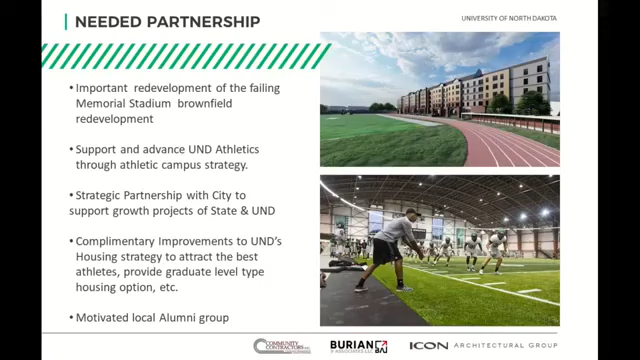 NEEDED PARTNERSHIP
UNIVERSITY OF NORTH DAKOTA
• Important redevelopment of the failing
Memorial Stadium brownfield
redevelopment
• Support and advance UND Athletics
through athletic campus strategy.
• Strategic Partnership with City to
support growth projects of State & UND
• Complimentary Improvements to UND's
Housing strategy to attract the best
athletes, provide graduate level type
housing option, etc.
• Motivated local Alumni group
COMMUNITY
CONTRACTORS
BURIAN
& ASSOCIATES LLC
ICON ARCHITECTURAL GROUP